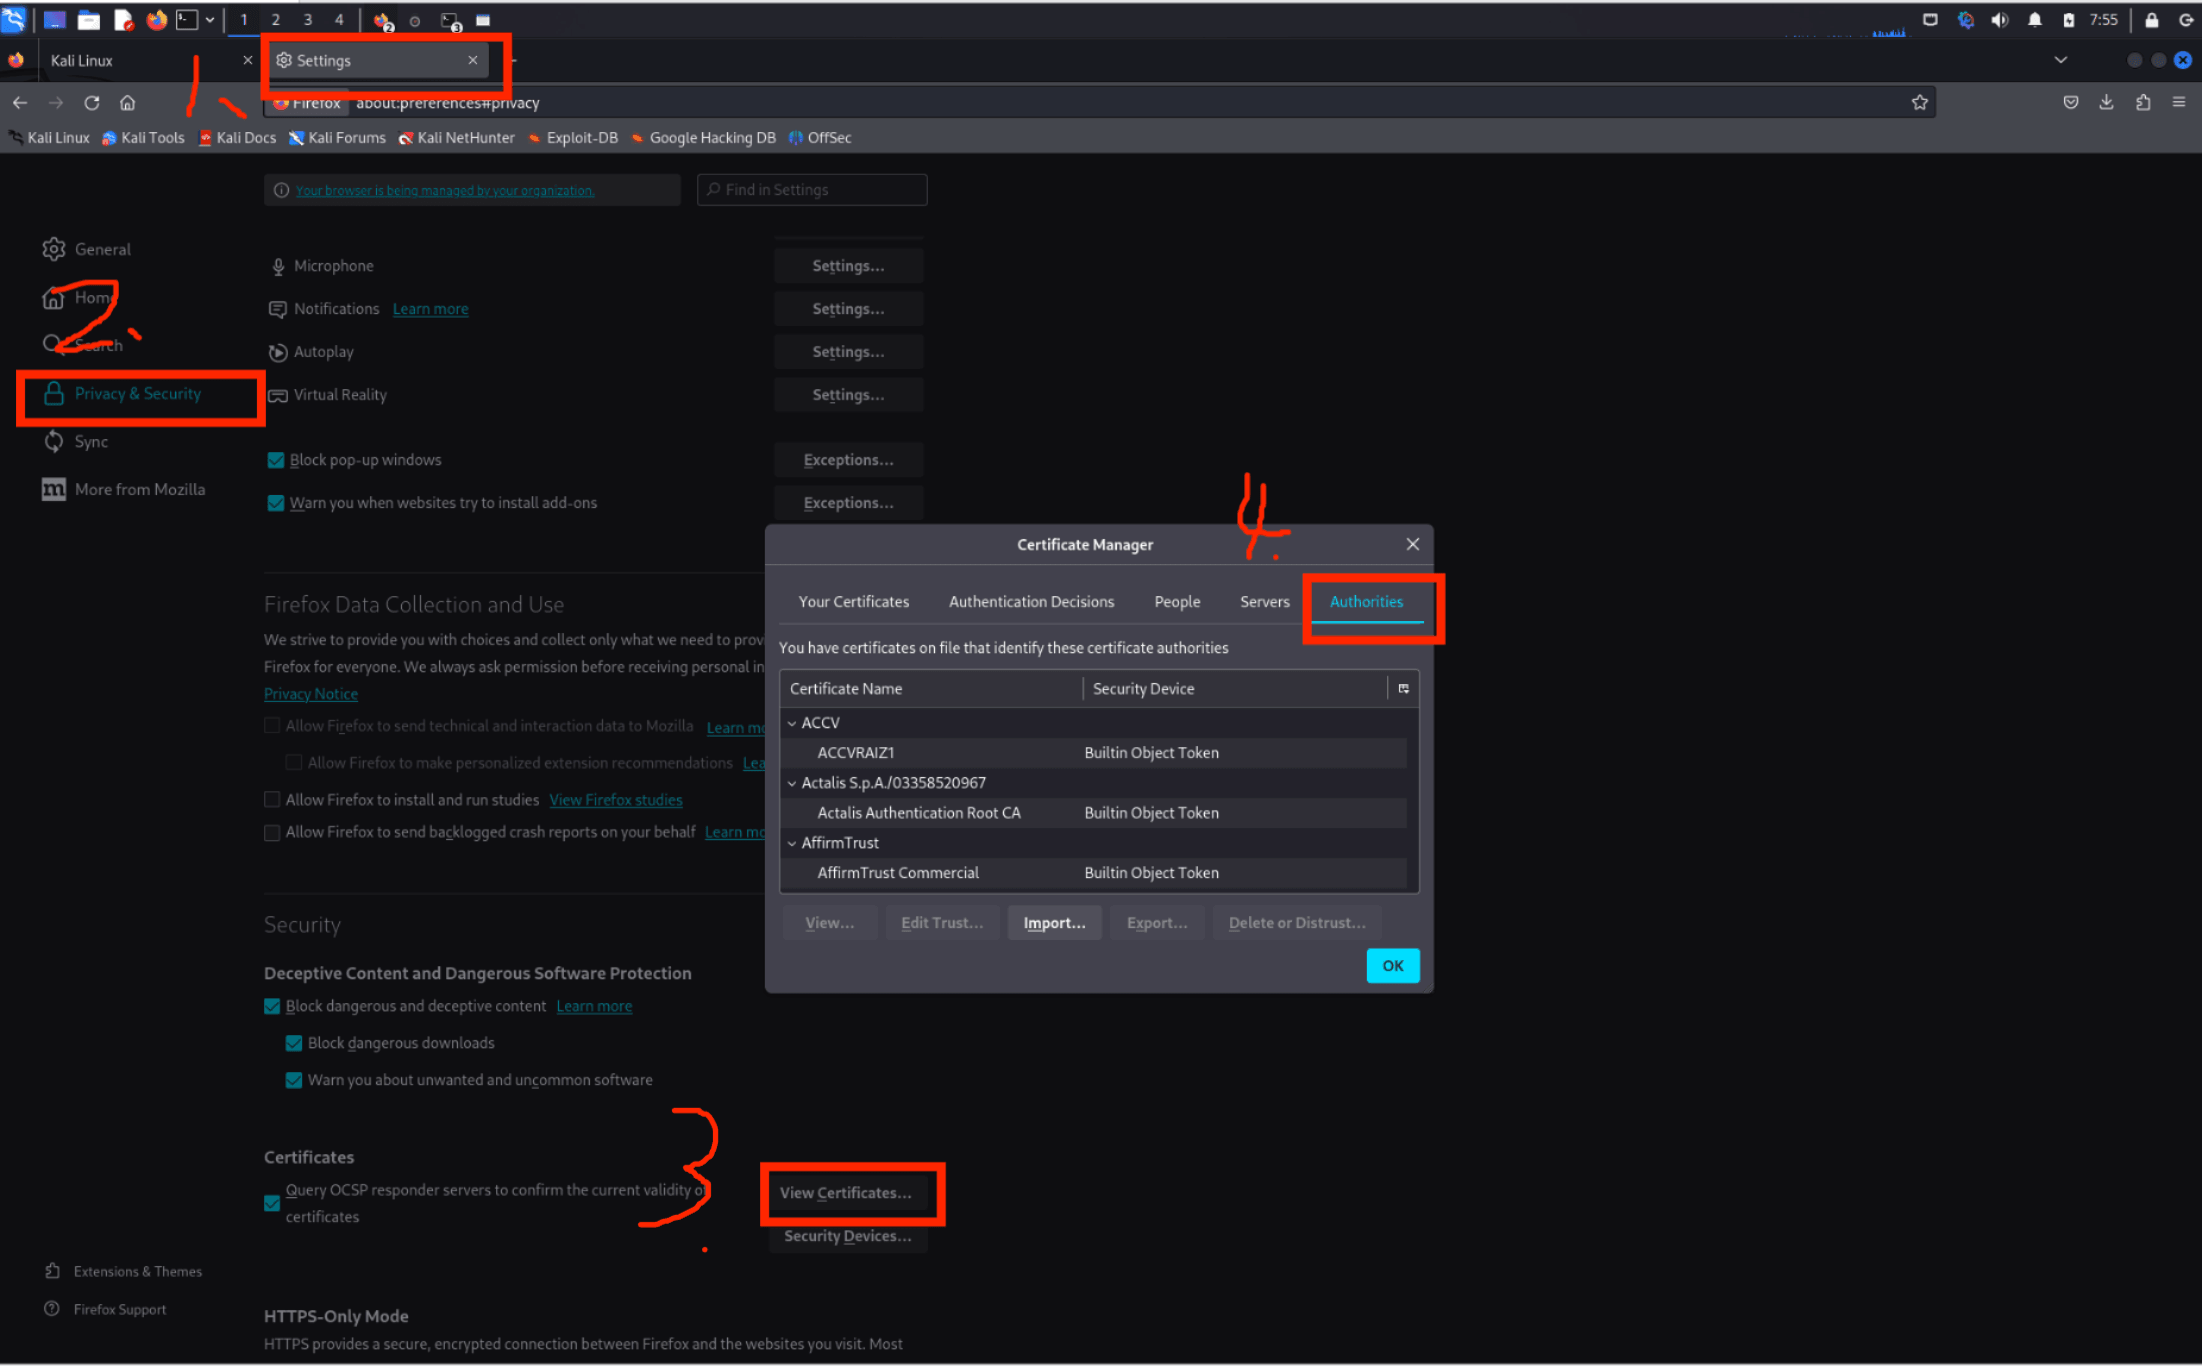 1 2 3 4 2 3 7:55
Kali Linux Settings
1.
Firefox about:preferences#privacy
Kali Linux Kali Tools Kali Docs Kali Forums Kali NetHunter Exploit-DB Google Hacking DB OffSec
Your browser is being managed by your organization. Find in Settings
General
Home
2.
Search
Privacy & Security
Sync
More from Mozilla
Extensions & Themes
Firefox Support
Microphone Settings...
Notifications Learn more Settings...
Autoplay Settings...
Virtual Reality Settings...
Block pop-up windows Exceptions...
Warn you when websites try to install add-ons Exceptions...
Firefox Data Collection and Use
We strive to provide you with choices and collect only what we need to
Firefox for everyone. We always ask permission before receiving personal
Privacy Notice
Allow Firefox to send technical and interaction data to Mozilla Learn
Allow Firefox to make personalized extension recommendations
Allow Firefox to install and run studies View Firefox studies
Allow Firefox to send backlogged crash reports on your behalf Learn
Security
Deceptive Content and Dangerous Software Protection
Block dangerous and deceptive content Learn more
Block dangerous downloads
Warn you about unwanted and uncommon software
Certificates
Query OCSP responder servers to confirm the current validity of
certificates
3.
View Certificates...
Security Devices...
HTTPS-Only Mode
HTTPS provides a secure, encrypted connection between Firefox and the websites you visit. Most
4.
Certificate Manager
Your Certificates Authentication Decisions People Servers Authorities
You have certificates on file that identify these certificate authorities
Certificate Name Security Device
ACCV
ACCVRAIZ1 Builtin Object Token
Actalis S.p.A./03358520967
Actalis Authentication Root CA Builtin Object Token
AffirmTrust
AffirmTrust Commercial Builtin Object Token
View... Edit Trust... Import... Export... Delete or Distrust...
OK